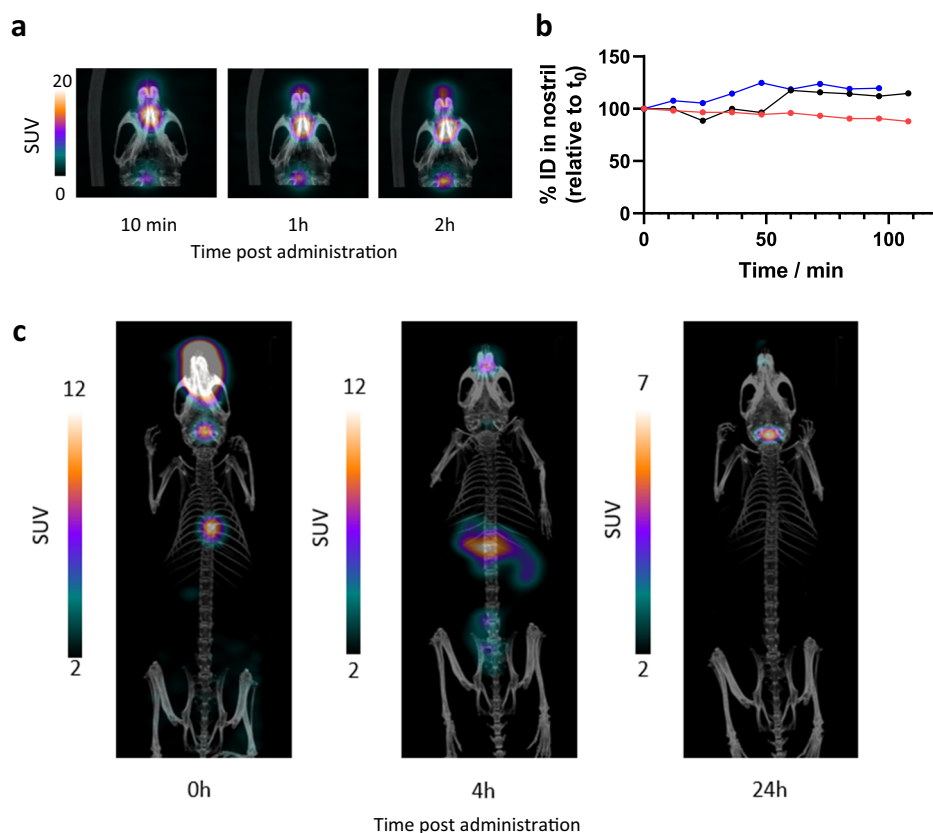 a
20
SUV
0
10 min
1h
2h
Time post administration
b
% ID in nostril
(relative to t₀)
150
100
50
0
0
50
100
Time / min
c
12
SUV
2
12
SUV
2
7
SUV
2
0h
4h
24h
Time post administration